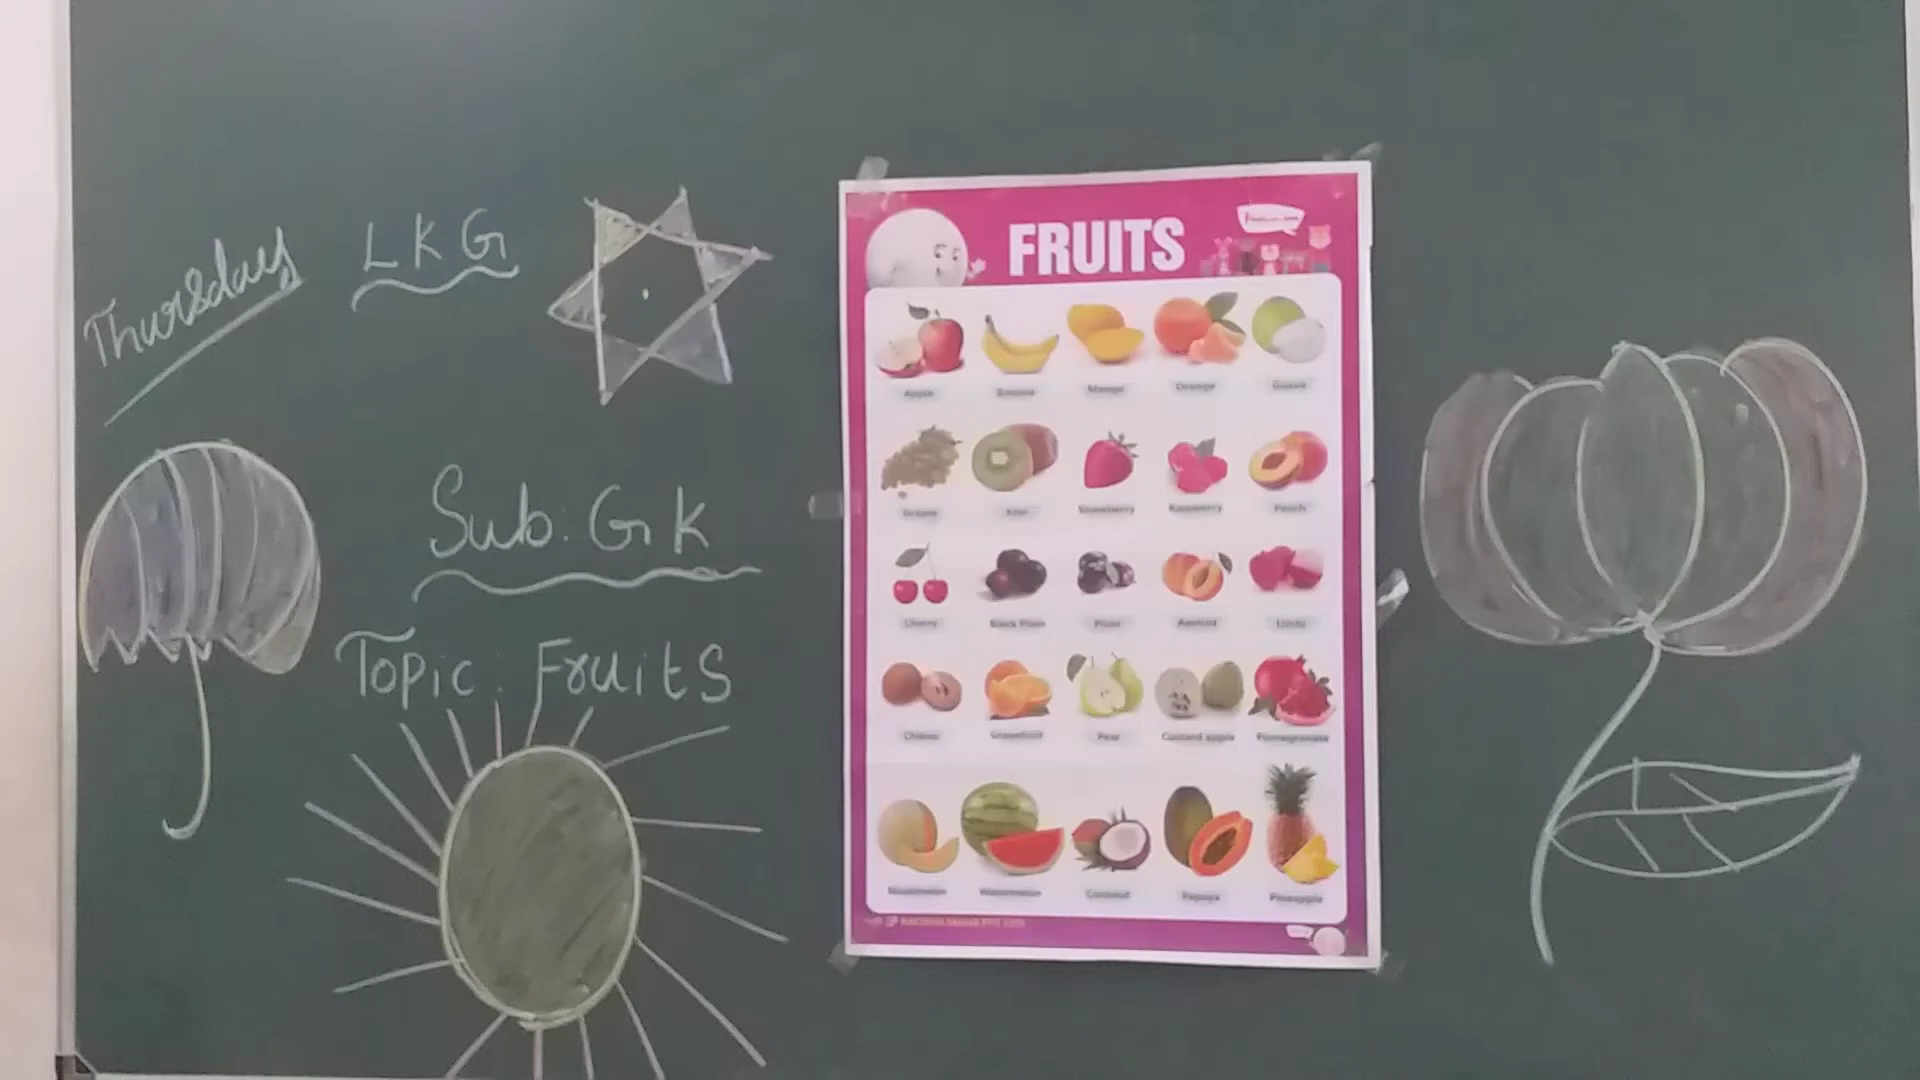 Thursday
LKG
Sub: GK
Topic: Fruits
FRUITS
Apple Banana Mango Orange Guava
Grapes Kiwi Strawberry Raspberry Peach
Cherry Black Plum Plum Apricot Litchi
Chikoo Grapefruit Pear Custard apple Pomegranate
Muskmelon Watermelon Coconut Papaya Pineapple